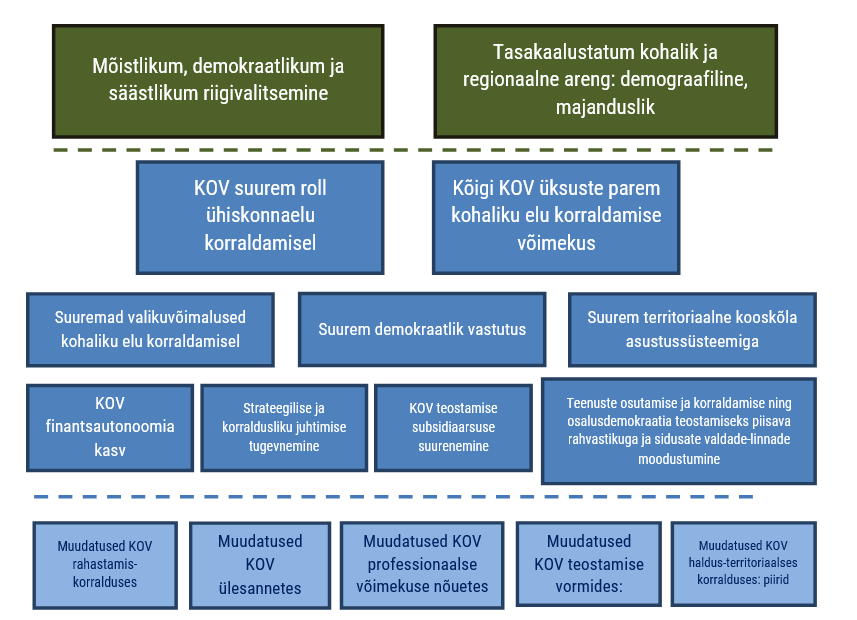 Mõistlikum, demokraatlikum ja
säästlikum riigivalitsemine
Tasakaalustatum kohalik ja
regionaalne areng: demograafiline,
majanduslik
KOV suurem roll
ühiskonnaelu
korraldamisel
Kõigi KOV üksuste parem
kohaliku elu korraldamise
võimekus
Suuremad valikuvõimalused
kohaliku elu korraldamisel
Suurem demokraatlik vastutus
Suurem territoriaalne kooskõla
asustussüsteemiga
KOV
finantsautonoomia
kasv
Strateegilise ja
korraldusliku juhtimise
tugevnemine
KOV teostamise
subsidiaarsuse
suurenemine
Teenuste osutamise ja korraldamise ning
osalusdemokraatia teostamiseks piisava
rahvastikuga ja sidusate valdade-linnade
moodustumine
Muudatused KOV
rahastamis-
korralduses
Muudatused
KOV
ülesannetes
Muudatused KOV
professionaalse
võimekuse nõuetes
Muudatused
KOV teostamise
vormides:
Muudatused KOV
haldus-territoriaalses
korralduses: piirid